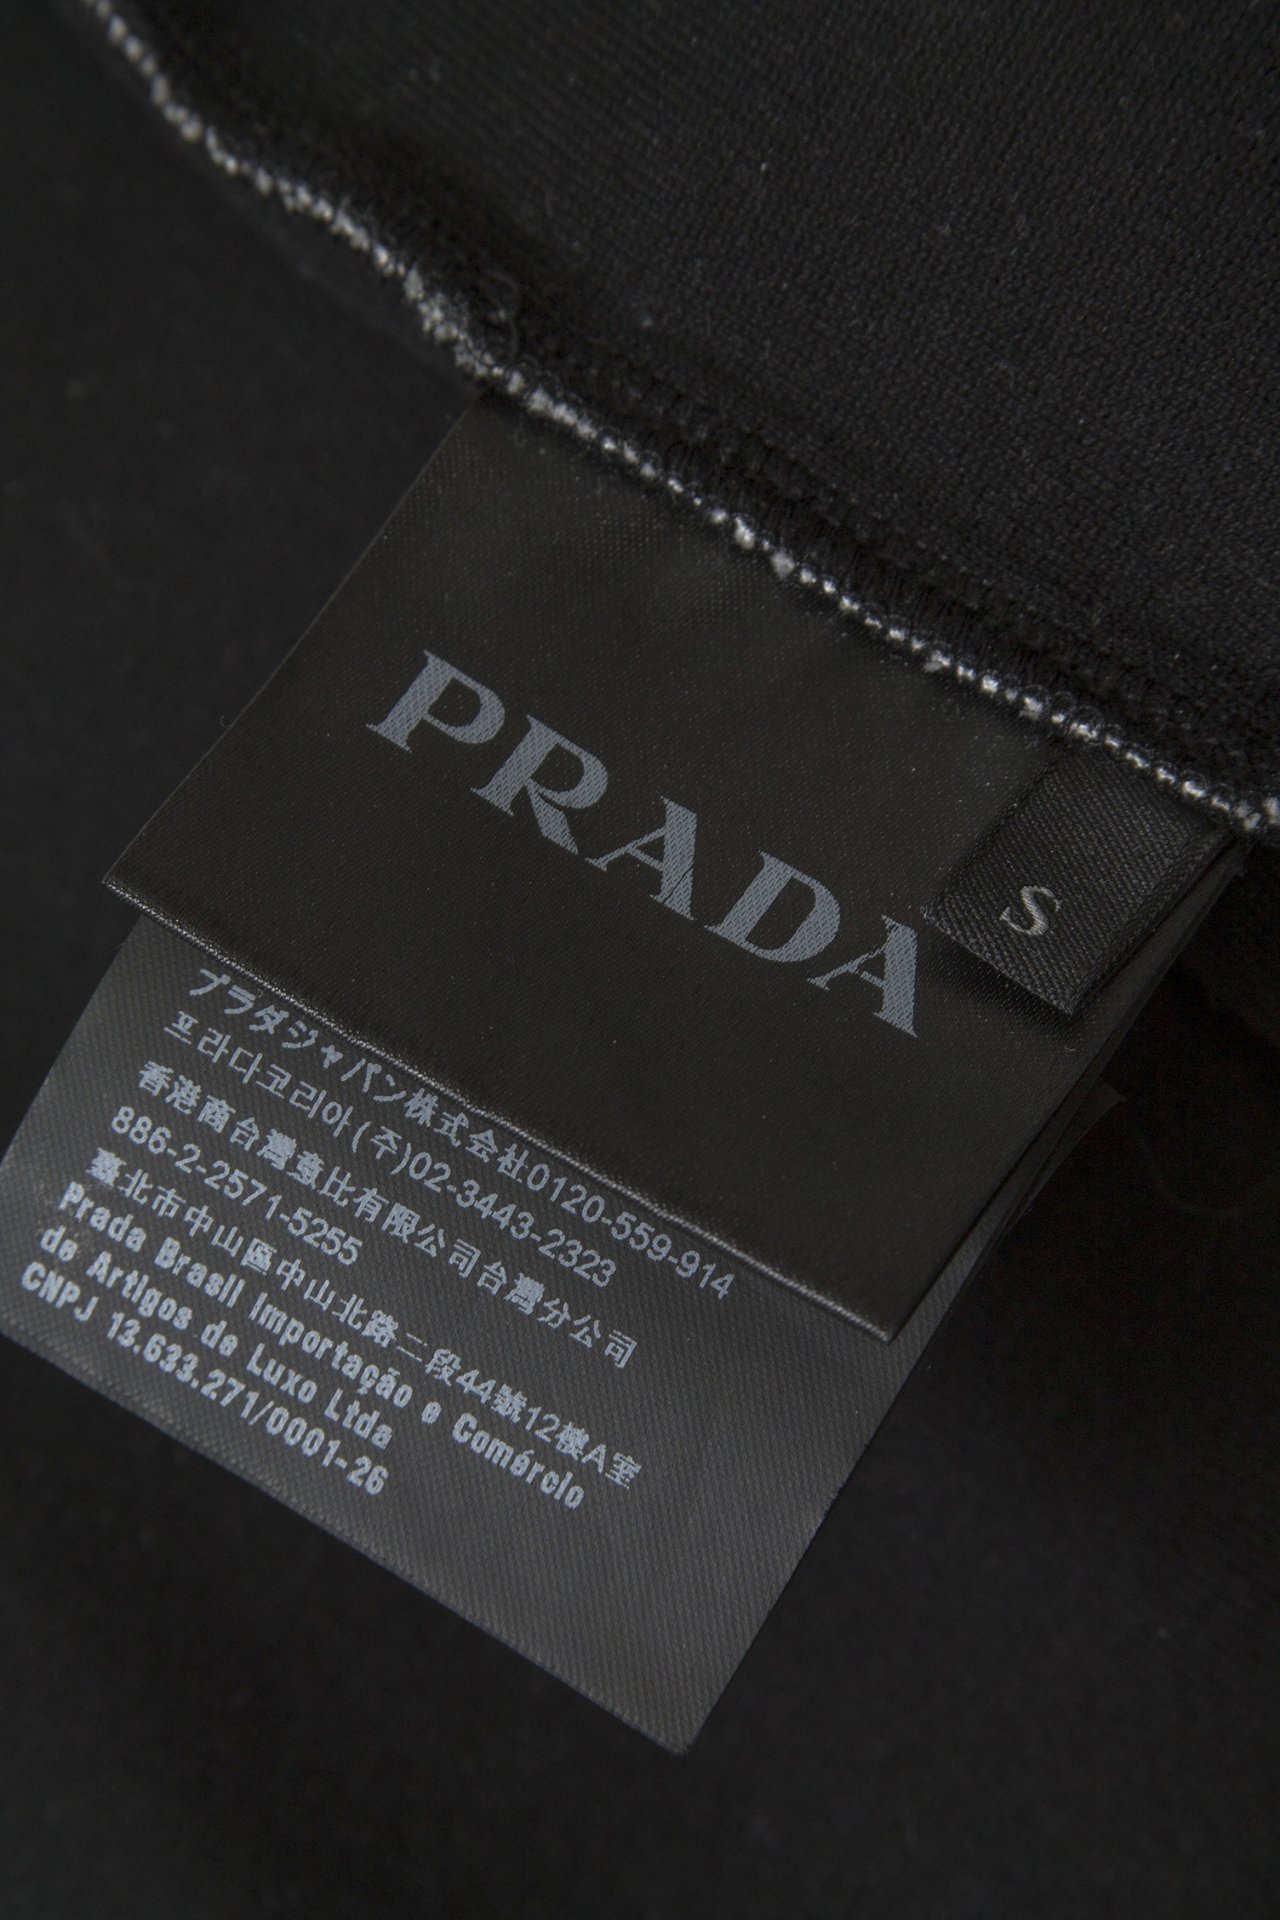 PRADA
S
プラダジャパン株式会社0120-559-914
프라다코리아(주)02-3443-2323
香港商台灣意比有限公司台灣分公司
886-2-2571-5255
臺北市中山區中山北路二段44號12樓A室
Prada Brasil Importação e Comércio
de Artigos de Luxo Ltda
CNPJ 13.633.271/0001-26